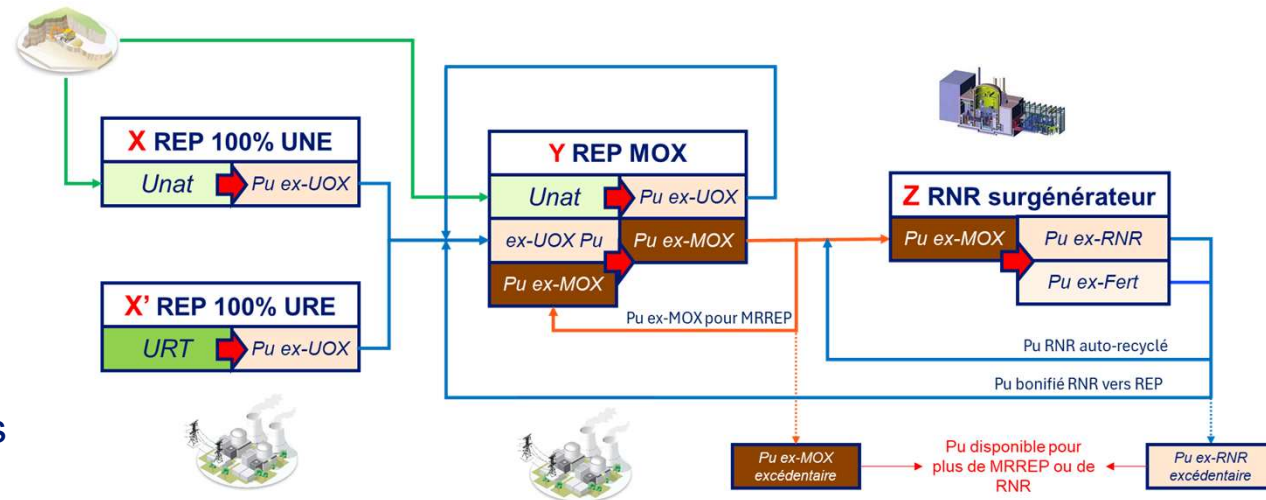 X REP 100% UNE
Unat
Pu ex-UOX
X' REP 100% URE
URT
Pu ex-UOX
s
Y REP MOX
Unat
Pu ex-UOX
ex-UOX Pu
Pu ex-MOX
Pu ex-MOX
Pu ex-MOX pour MRREP
Z RNR surgénérateur
Pu ex-MOX
Pu ex-RNR
Pu ex-Fert
Pu RNR auto-recyclé
Pu bonifié RNR vers REP
Pu ex-MOX
excédentaire
Pu disponible pour
plus de MRREP ou de
RNR
Pu ex-RNR
excédentaire